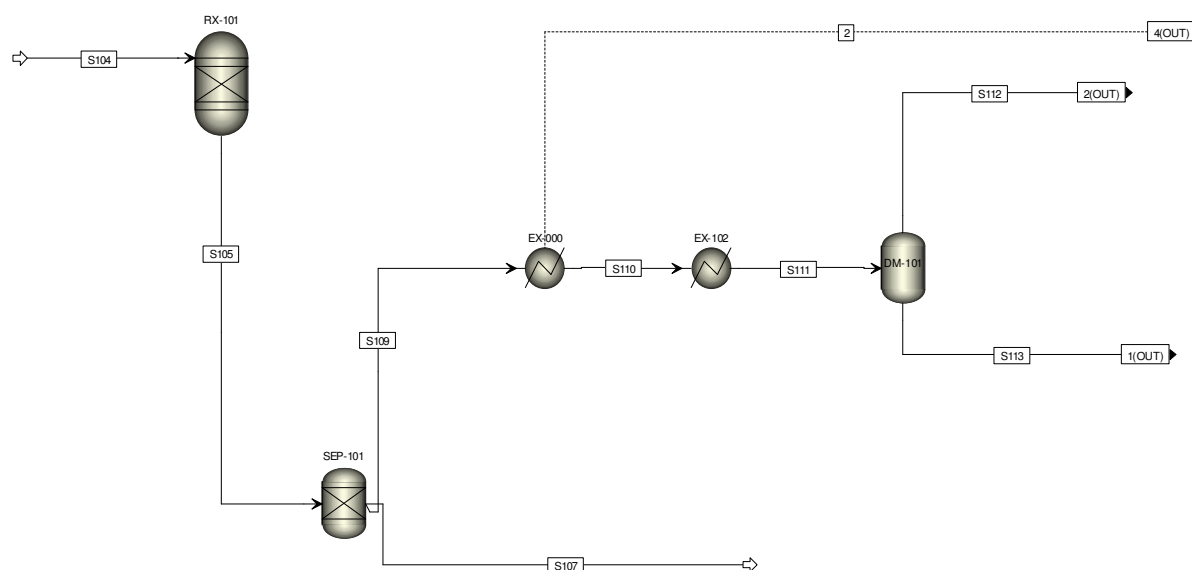 RX-101
2
4(OUT)
S104
S112
2(OUT)
S105
EX-000
EX-102
S110
S111
DM-101
S109
S113
1(OUT)
SEP-101
S107